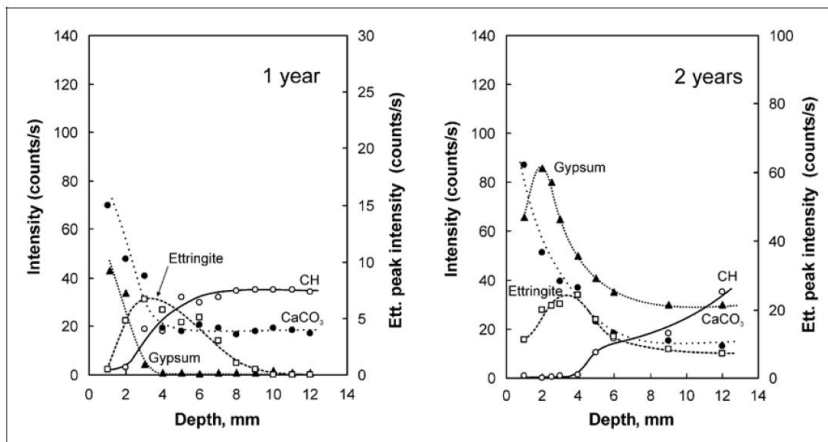 140
120
100
80
60
40
20
0
Intensity (counts/s)
30
25
20
15
10
5
0
Ett. peak intensity (counts/s)
1 year
Ettringite
CH
CaCO₃
Gypsum
0 2 4 6 8 10 12 14
Depth, mm
140
120
100
80
60
40
20
0
Intensity (counts/s)
100
80
60
40
20
0
Ett. peak intensity (counts/s)
2 years
Gypsum
Ettringite
CH
CaCO₃
0 2 4 6 8 10 12 14
Depth, mm